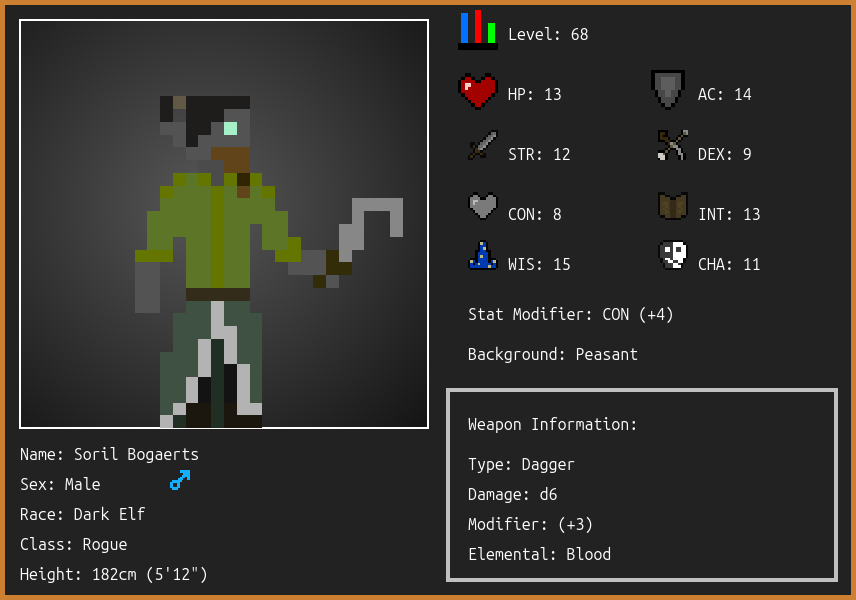 Level: 68
HP: 13
AC: 14
STR: 12
DEX: 9
CON: 8
INT: 13
WIS: 15
CHA: 11
Stat Modifier: CON (+4)
Background: Peasant
Weapon Information:
Type: Dagger
Damage: d6
Modifier: (+3)
Elemental: Blood
Name: Soril Bogaerts
Sex: Male
Race: Dark Elf
Class: Rogue
Height: 182cm (5'12")